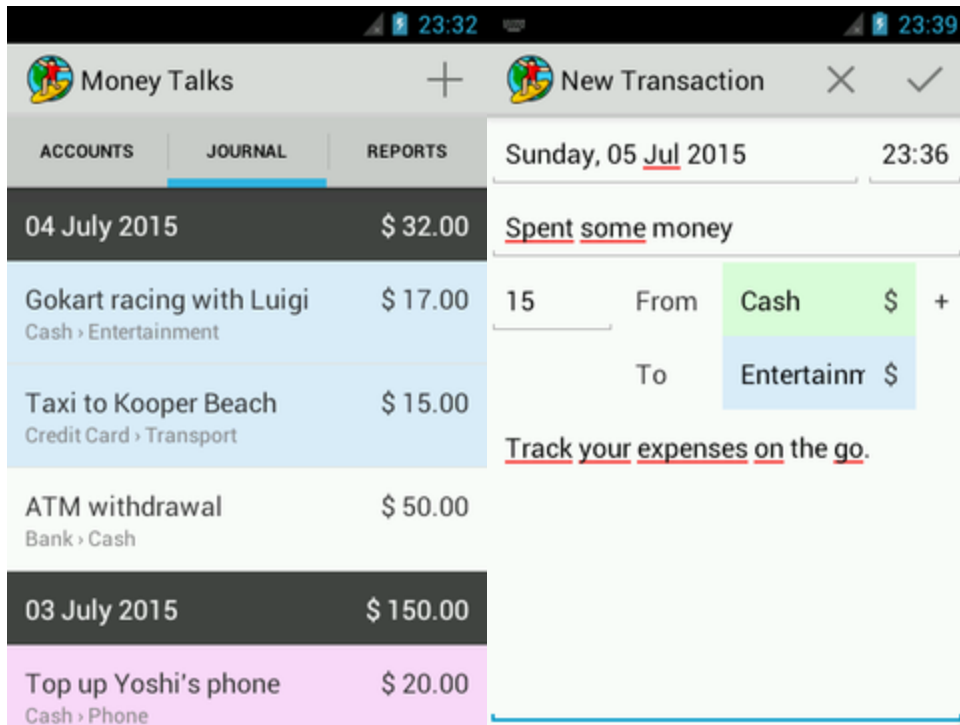 23:32
Money Talks
ACCOUNTS JOURNAL REPORTS
04 July 2015 $ 32.00
Gokart racing with Luigi $ 17.00
Cash › Entertainment
Taxi to Kooper Beach $ 15.00
Credit Card › Transport
ATM withdrawal $ 50.00
Bank › Cash
03 July 2015 $ 150.00
Top up Yoshi's phone $ 20.00
Cash › Phone
23:39
New Transaction
Sunday, 05 Jul 2015 23:36
Spent some money
15 From Cash $ +
To Entertainm $
Track your expenses on the go.